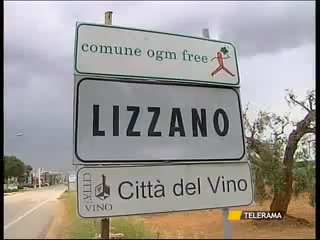 comune ogm free
LIZZANO
CITTÀ DEL
VINO
Città del Vino
TELERAMA